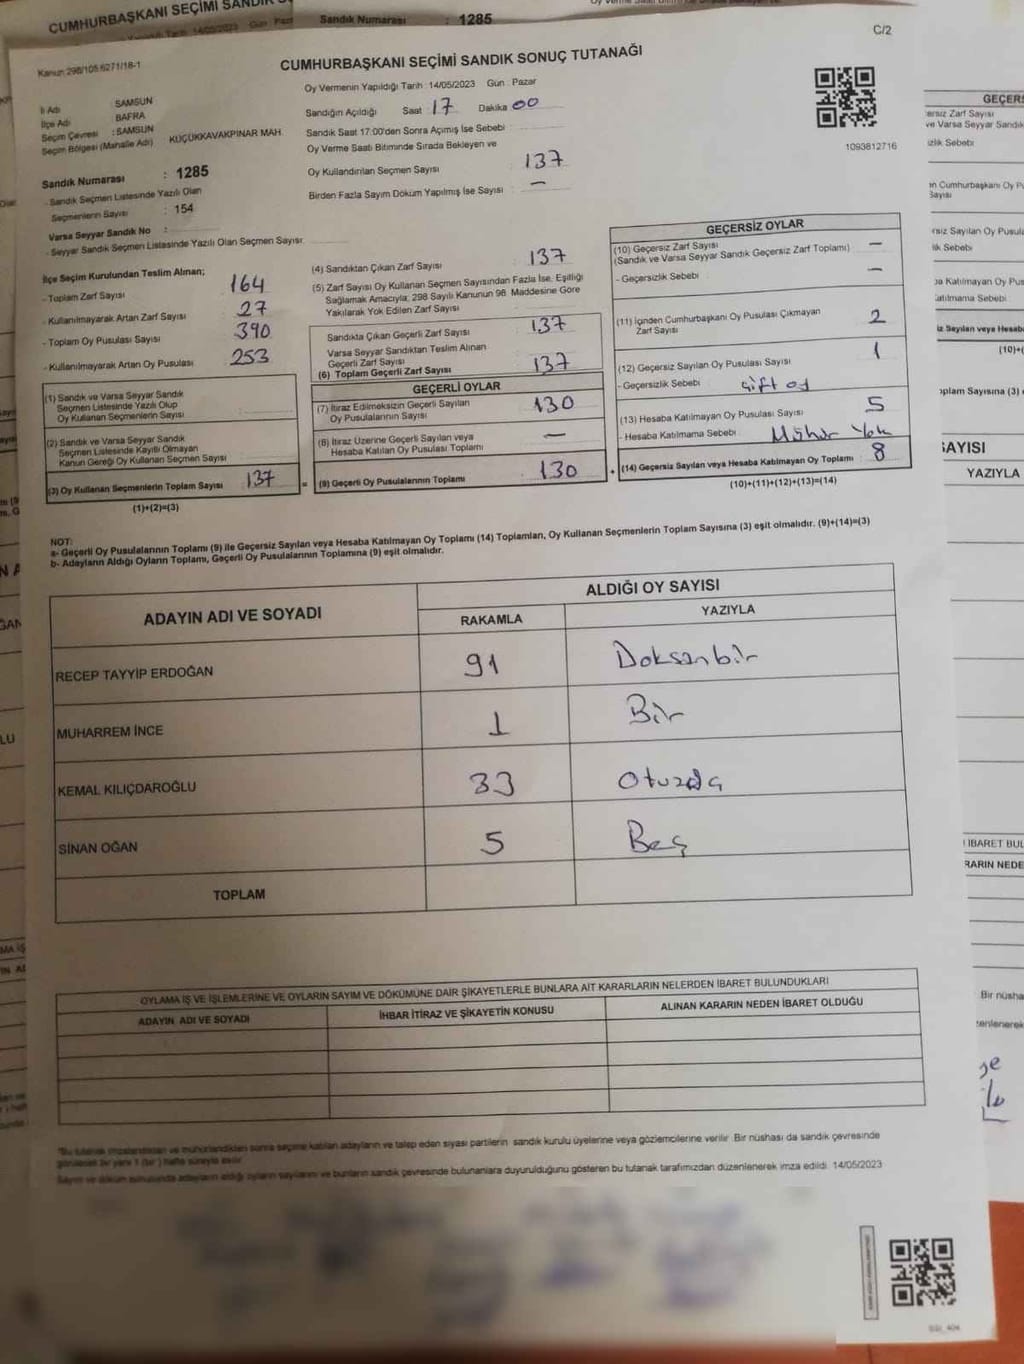 CUMHURBAŞKANI SEÇİMİ SANDIK
Sandık Numarası : 1285
C/2
Kanun 298/105 6271/18-1
CUMHURBAŞKANI SEÇİMİ SANDIK SONUÇ TUTANAĞI
Oy Vermenin Yapıldığı Tarih : 14/05/2023 Gün : Pazar
İl Adı SAMSUN
İlçe Adı BAFRA
Seçim Çevresi : SAMSUN
Seçim Bölgesi (Mahalle Adı) KÜÇÜKKAVAKPINAR MAH.
Sandığın Açıldığı Saat : 17 Dakika 00
Sandık Saat 17:00'den Sonra Açımış İse Sebebi :
Oy Verme Saati Bitiminde Sırada Bekleyen ve
Oy Kullandırılan Seçmen Sayısı : 137
Birden Fazla Sayım Döküm Yapılmış İse Sayısı : —
1093812716
Sandık Numarası : 1285
- Sandık Seçmen Listesinde Yazılı Olan
Seçmenlerin Sayısı : 154
Varsa Seyyar Sandık No :
- Seyyar Sandık Seçmen Listesinde Yazılı Olan Seçmen Sayısı:
İlçe Seçim Kurulundan Teslim Alınan;
- Toplam Zarf Sayısı 164
- Kullanılmayarak Artan Zarf Sayısı 27
- Toplam Oy Pusulası Sayısı 390
- Kullanılmayarak Artan Oy Pusulası 253
(1) Sandık ve Varsa Seyyar Sandık
Seçmen Listesinde Yazılı Olup
Oy Kullanan Seçmenlerin Sayısı :
(2) Sandık ve Varsa Seyyar Sandık
Seçmen Listesinde Kayıtlı Olmayan
Kanun Gereği Oy Kullanan Seçmen Sayısı
(3) Oy Kullanan Seçmenlerin Toplam Sayısı 137
(1)+(2)=(3)
(4) Sandıktan Çıkan Zarf Sayısı 137
(5) Zarf Sayısı Oy Kullanan Seçmen Sayısından Fazla İse, Eşitliği
Sağlamak Amacıyla, 298 Sayılı Kanunun 98. Maddesine Göre
Yakılarak Yok Edilen Zarf Sayısı
Sandıkta Çıkan Geçerli Zarf Sayısı 137
Varsa Seyyar Sandıktan Teslim Alınan
Geçerli Zarf Sayısı
(6) Toplam Geçerli Zarf Sayısı 137
GEÇERLİ OYLAR
(7) İtiraz Edilmeksizin Geçerli Sayılan
Oy Pusulalarının Sayısı 130
(8) İtiraz Üzerine Geçerli Sayılan veya
Hesaba Katılan Oy Pusulası Toplamı —
= (9) Geçerli Oy Pusulalarının Toplamı 130
GEÇERSİZ OYLAR
(10) Geçersiz Zarf Sayısı —
(Sandık ve Varsa Seyyar Sandık Geçersiz Zarf Toplamı)
- Geçersizlik Sebebi : —
(11) İçinden Cumhurbaşkanı Oy Pusulası Çıkmayan 2
Zarf Sayısı
(12) Geçersiz Sayılan Oy Pusulası Sayısı 1
- Geçersizlik Sebebi : Çift oy
(13) Hesaba Katılmayan Oy Pusulası Sayısı 5
- Hesaba Katılmama Sebebi : Mühür Yok
+ (14) Geçersiz Sayılan veya Hesaba Katılmayan Oy Toplamı 8
(10)+(11)+(12)+(13)=(14)
NOT:
a- Geçerli Oy Pusulalarının Toplamı (9) ile Geçersiz Sayılan veya Hesaba Katılmayan Oy Toplamı (14) Toplamları, Oy Kullanan Seçmenlerin Toplam Sayısına (3) eşit olmalıdır. (9)+(14)=(3)
b- Adayların Aldığı Oyların Toplamı, Geçerli Oy Pusulalarının Toplamına (9) eşit olmalıdır.
ADAYIN ADI VE SOYADI
ALDIĞI OY SAYISI
RAKAMLA YAZIYLA
RECEP TAYYİP ERDOĞAN 91 Doksanbir
MUHARREM İNCE 1 Bir
KEMAL KILIÇDAROĞLU 33
SİNAN OĞAN 5 Beş
TOPLAM
OYLAMA İŞ VE İŞLEMLERİNE VE OYLARIN SAYIM VE DÖKÜMÜNE DAİR ŞİKAYETLERLE BUNLARA AİT KARARLARIN NELERDEN İBARET BULUNDUKLARI
ADAYIN ADI VE SOYADI İHBAR İTİRAZ VE ŞİKAYETİN KONUSU ALINAN KARARIN NEDEN İBARET OLDUĞU
"Bu tutanak imzalandıktan ve mühürlendikten sonra seçime katılan adayların ve talep eden siyasi partilerin sandık kurulu üyelerine veya gözlemcilerine verilir. Bir nüshası da sandık çevresinde
görülecek bir yere 1 (bir) hafta süreyle asılır.
Sayım ve döküm sonucunda adayların aldığı oyların sayılarını ve bunların sandık çevresinde bulunanlara duyurulduğunu gösteren bu tutanak tarafımızdan düzenlenerek imza edildi. 14/05/2023
GEÇERS
Zarf Sayısı
ve Varsa Seyyar Sandık
Sebebi
(10)+(
SAYISI
YAZIYLA
İBARET BUL
RARIN NEDE
Bir nüsha